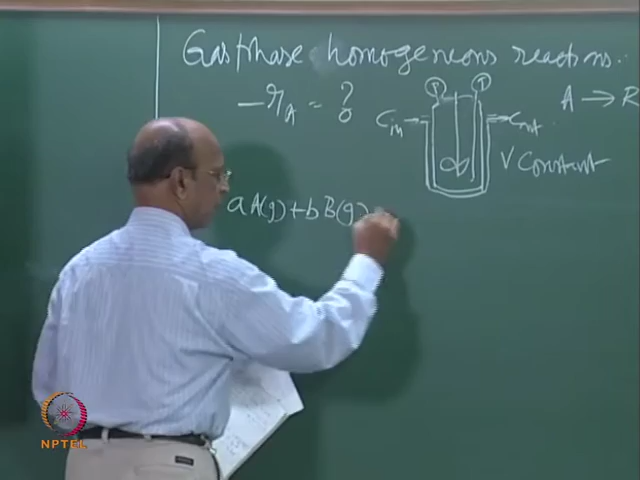 Gas phase homogeneous reactions.
-r_A = ?
P T
C_in C_out
A → R
V Constant
a A(g) + b B(g)
NPTEL